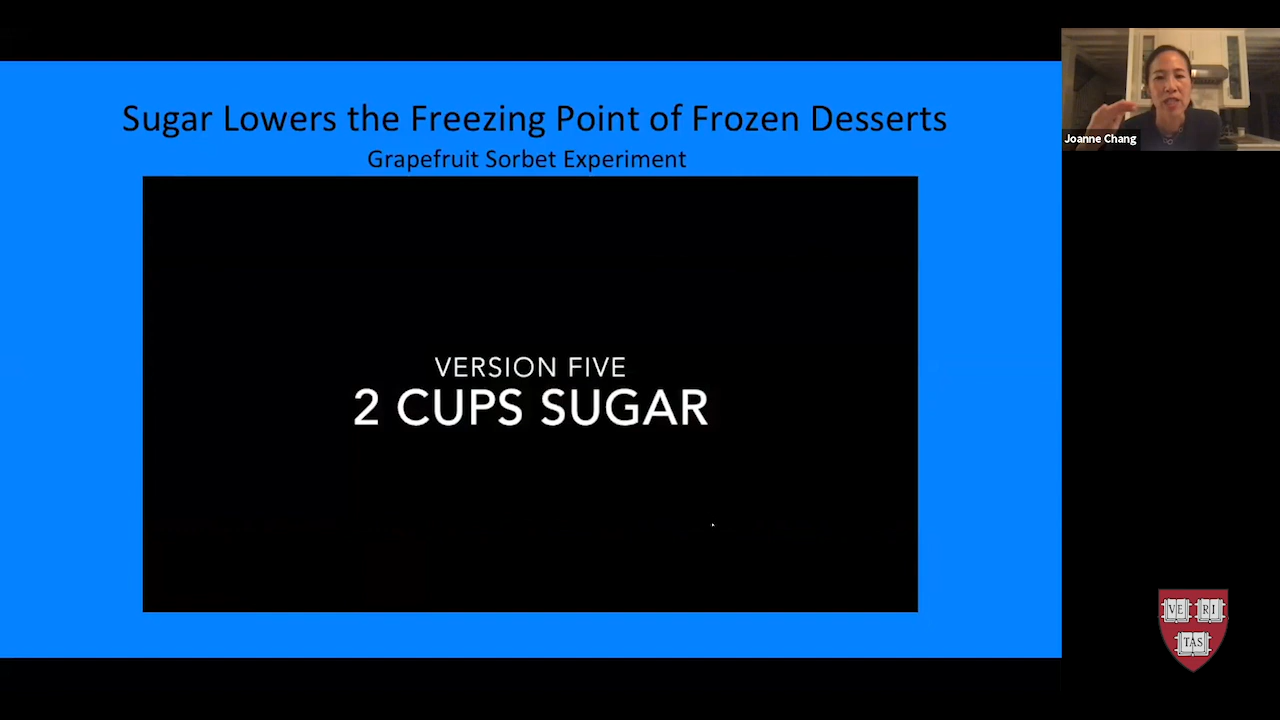 Sugar Lowers the Freezing Point of Frozen Desserts
Grapefruit Sorbet Experiment
VERSION FIVE
2 CUPS SUGAR
Joanne Chang
VE RI
TAS